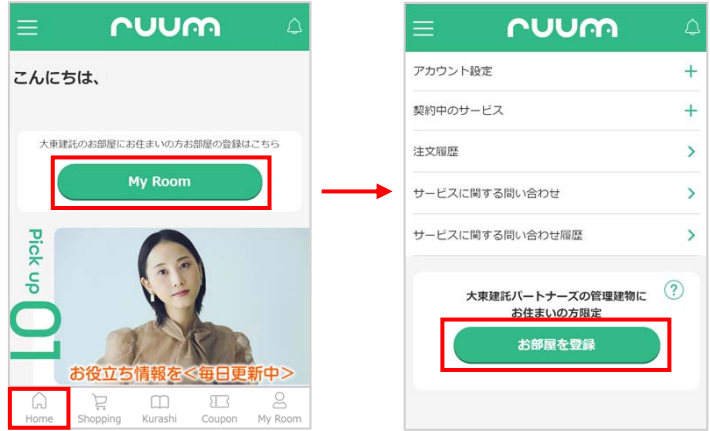 ruum
こんにちは、
大東建託のお部屋にお住まいの方お部屋の登録はこちら
My Room
Pick up
01
お役立ち情報を<毎日更新中>
Home
Shopping
Kurashi
Coupon
My Room
ruum
アカウント設定
契約中のサービス
注文履歴
サービスに関する問い合わせ
サービスに関する問い合わせ履歴
大東建託パートナーズの管理建物に
お住まいの方限定
?
お部屋を登録